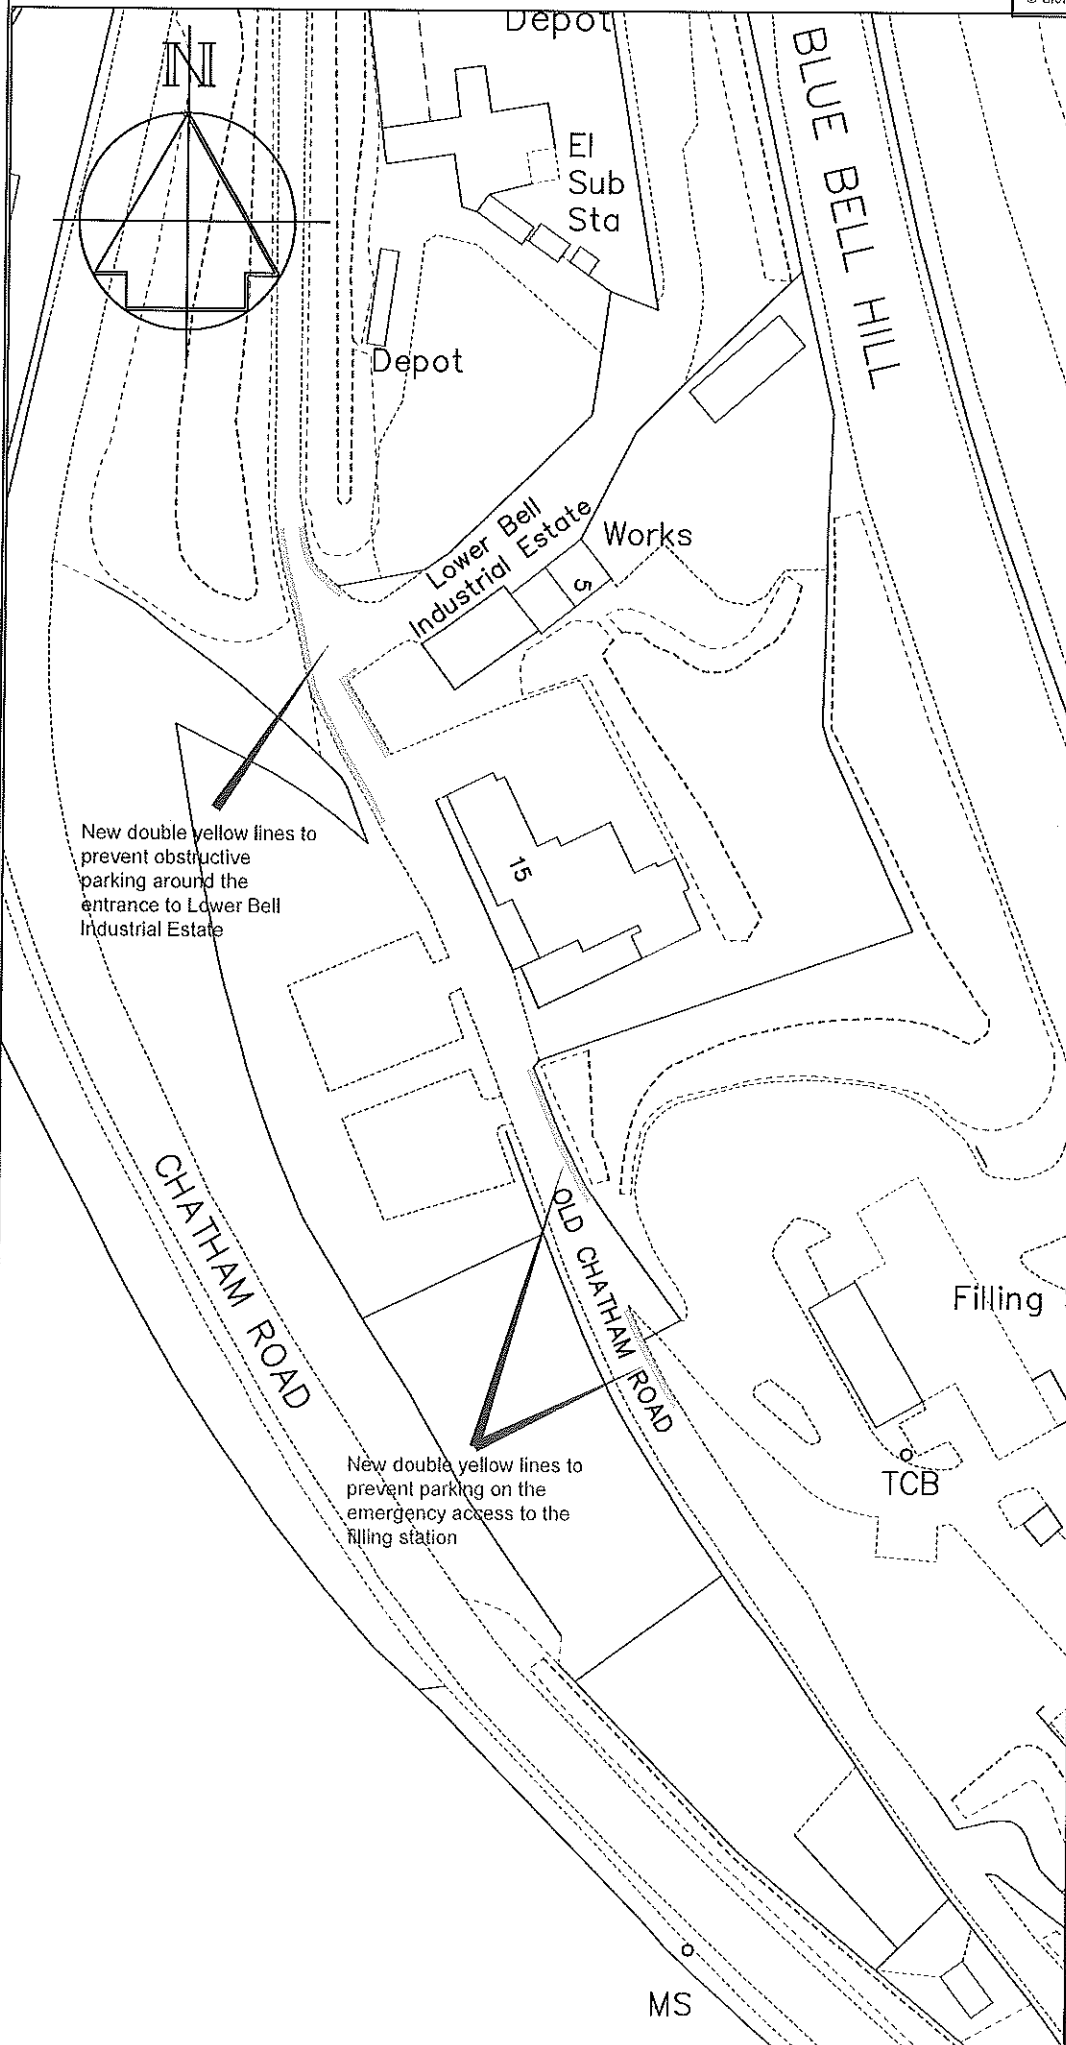 Depot
N
BLUE BELL HILL
El
Sub
Sta
Depot
Lower Bell
Industrial Estate
Works
5
New double yellow lines to
prevent obstructive
parking around the
entrance to Lower Bell
Industrial Estate
15
CHATHAM ROAD
OLD CHATHAM ROAD
Filling
New double yellow lines to
prevent parking on the
emergency access to the
filling station
TCB
MS